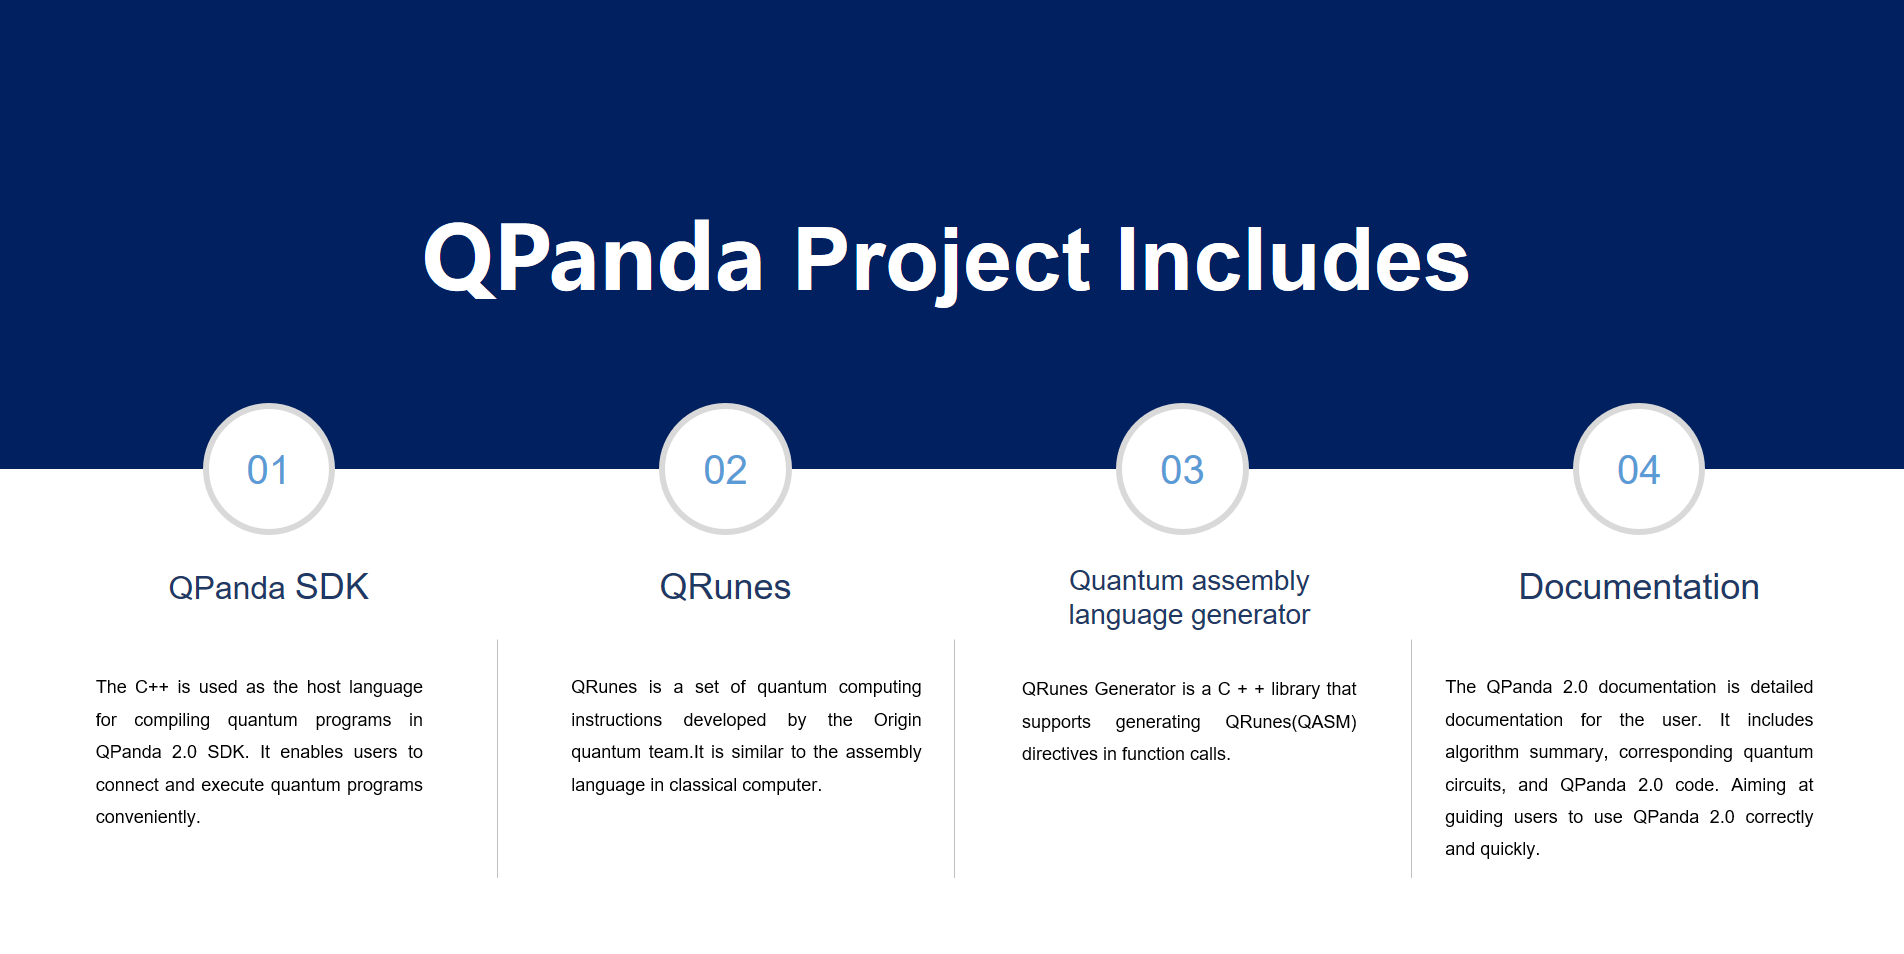 QPanda Project Includes
01
QPanda SDK
The C++ is used as the host language
for compiling quantum programs in
QPanda 2.0 SDK. It enables users to
connect and execute quantum programs
conveniently.
02
QRunes
QRunes is a set of quantum computing
instructions developed by the Origin
quantum team.It is similar to the assembly
language in classical computer.
03
Quantum assembly
language generator
QRunes Generator is a C + + library that
supports generating QRunes(QASM)
directives in function calls.
04
Documentation
The QPanda 2.0 documentation is detailed
documentation for the user. It includes
algorithm summary, corresponding quantum
circuits, and QPanda 2.0 code. Aiming at
guiding users to use QPanda 2.0 correctly
and quickly.